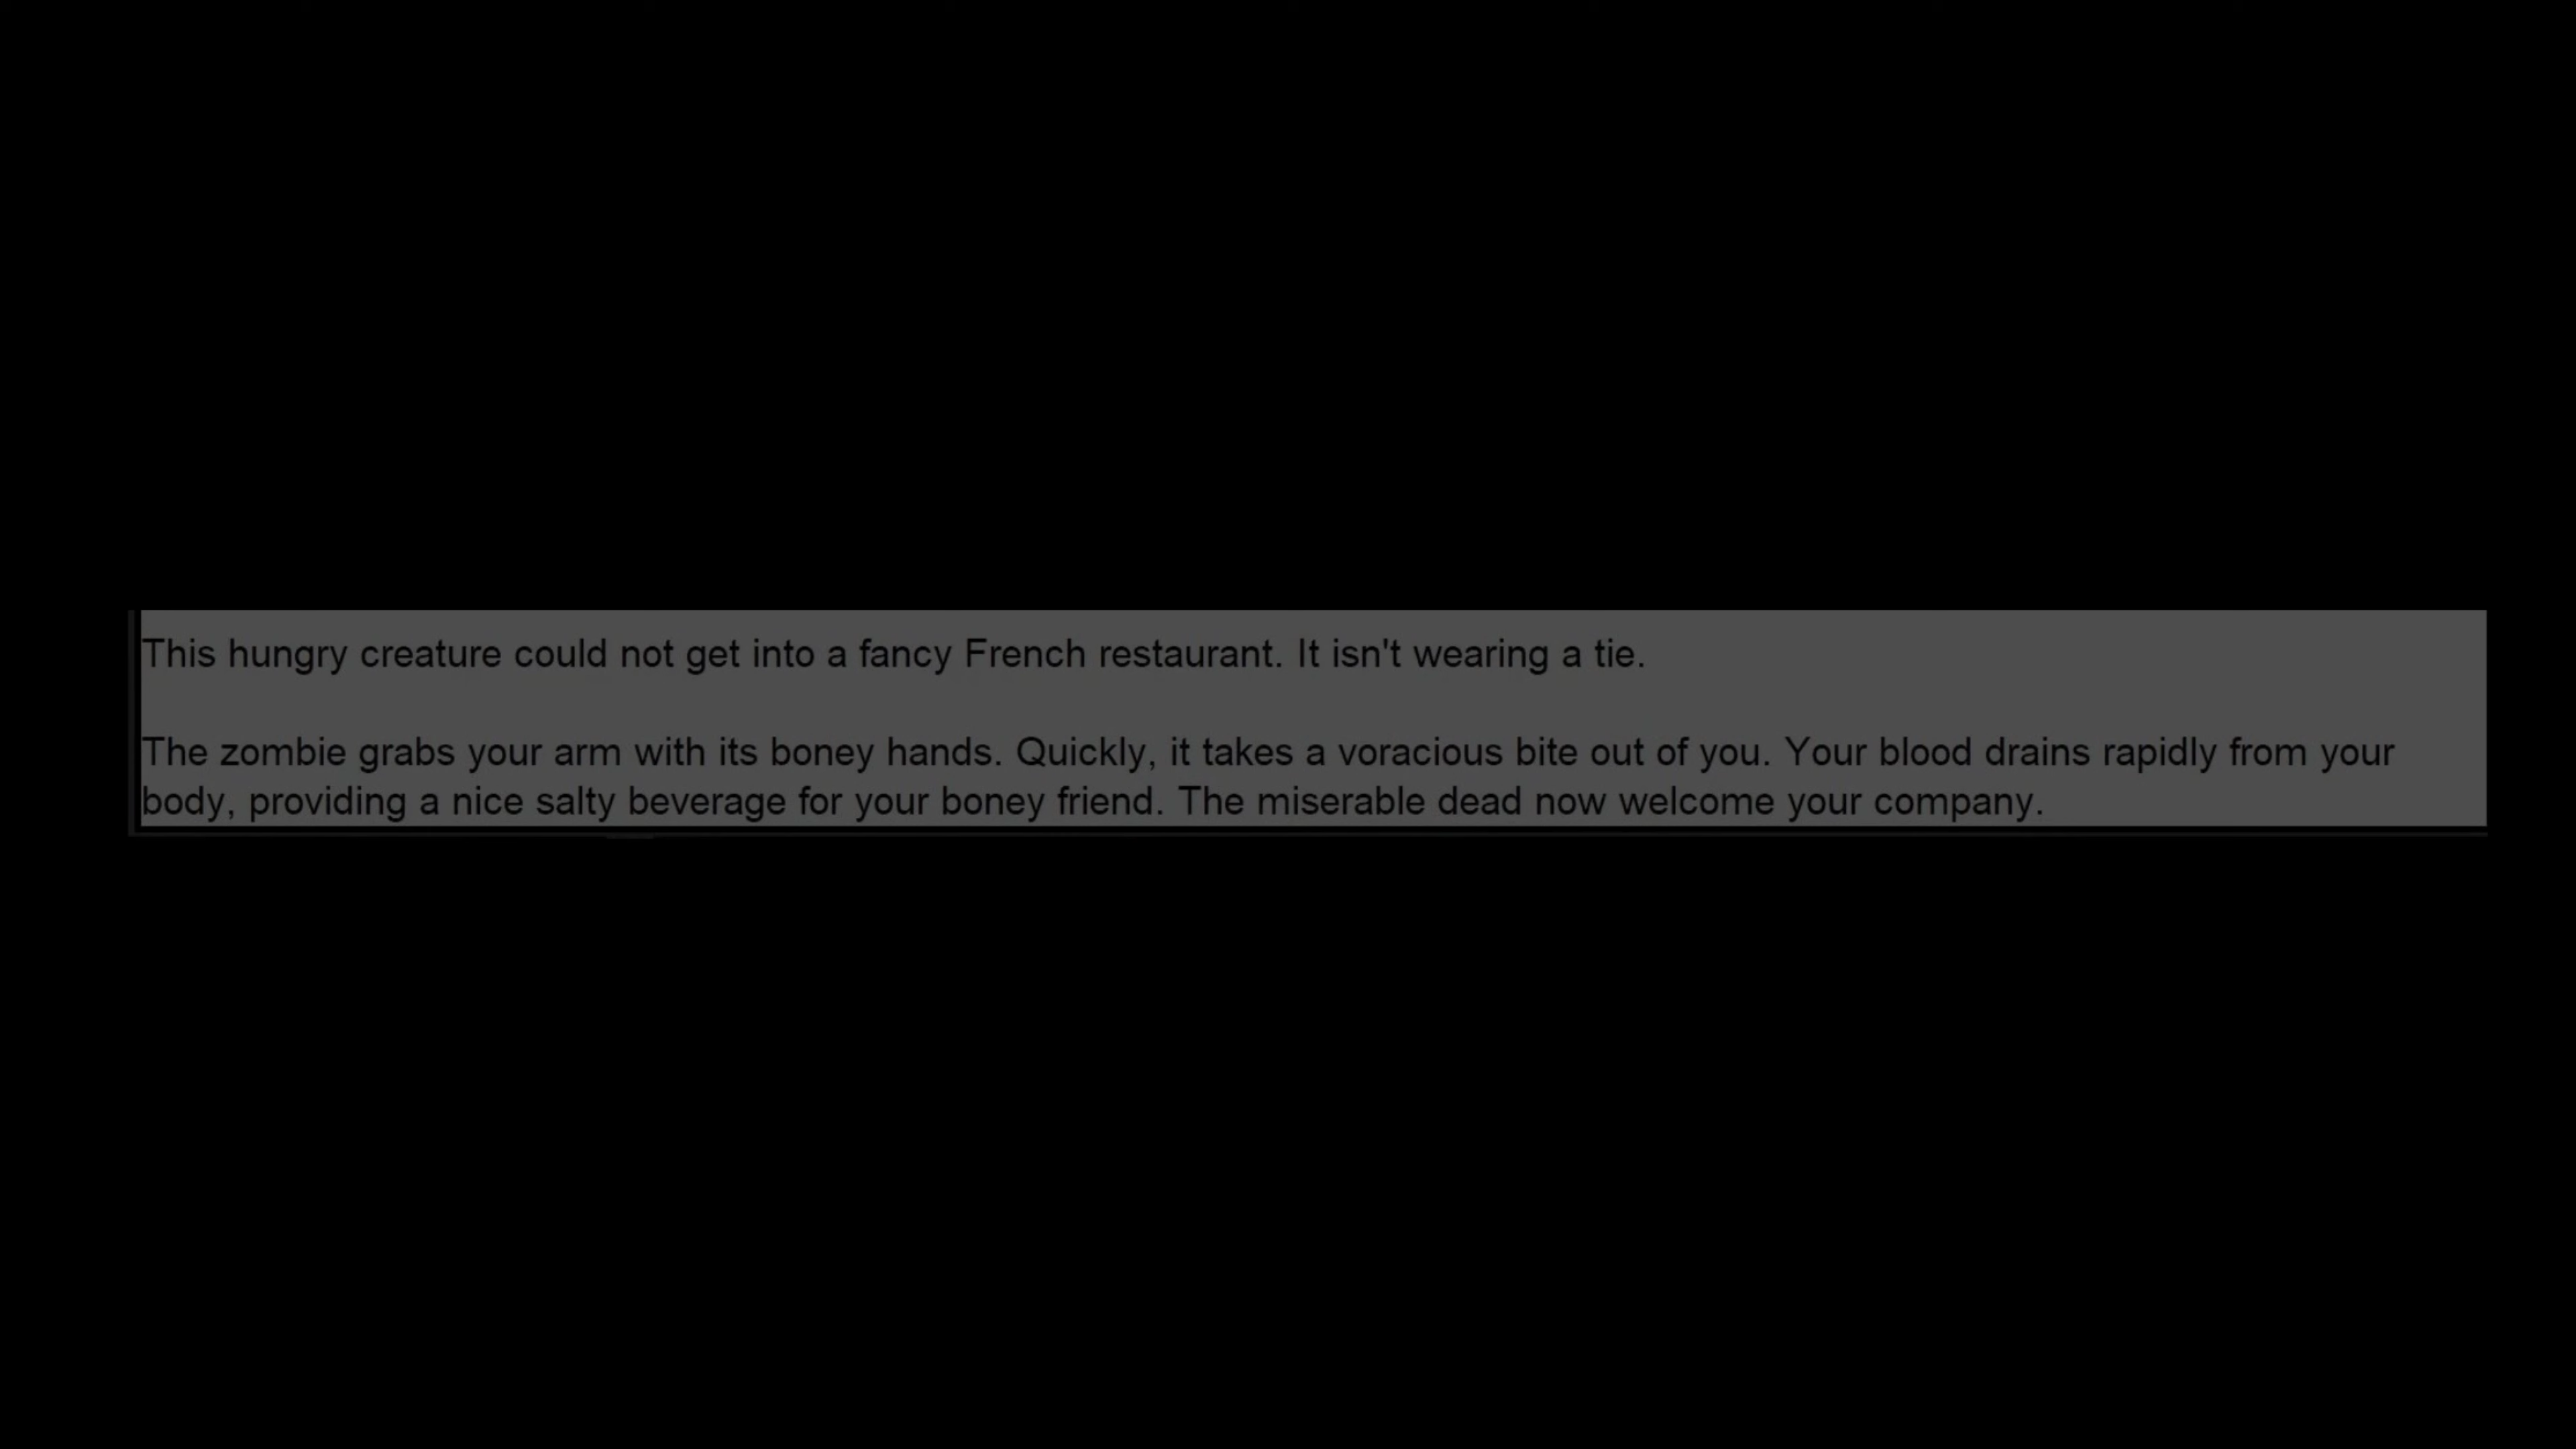 This hungry creature could not get into a fancy French restaurant. It isn't wearing a tie.
The zombie grabs your arm with its boney hands. Quickly, it takes a voracious bite out of you. Your blood drains rapidly from your
body, providing a nice salty beverage for your boney friend. The miserable dead now welcome your company.